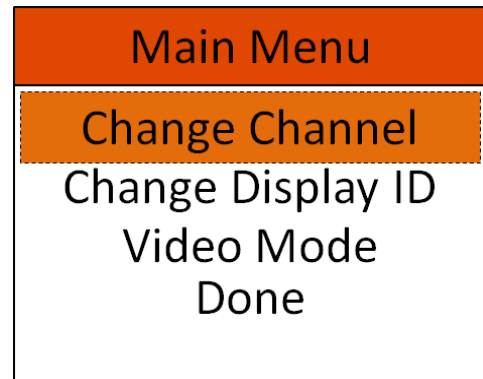 Main Menu
Change Channel
Change Display ID
Video Mode
Done